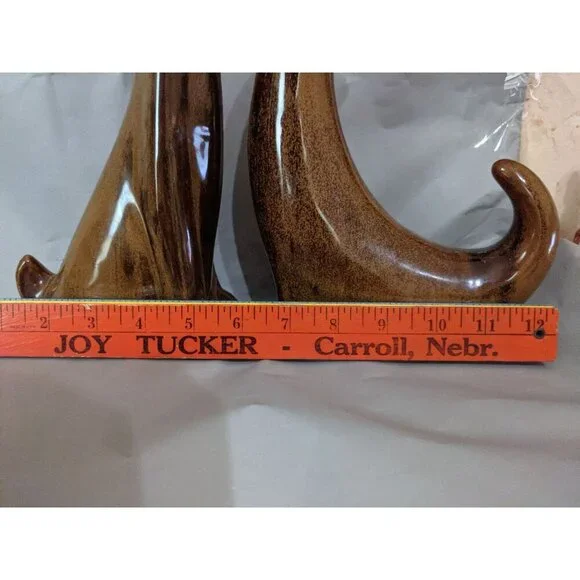 2 3 4 5 6 7 8 9 10 11 12
JOY TUCKER - Carroll, Nebr.